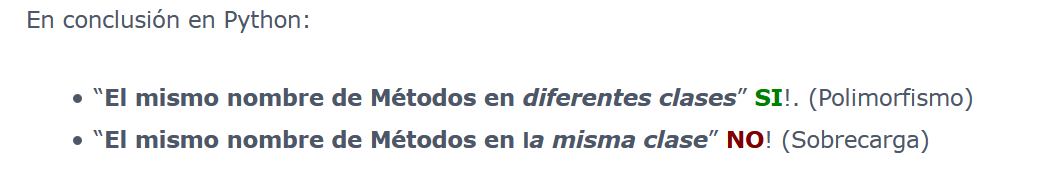 En conclusión en Python:
• “El mismo nombre de Métodos en diferentes clases” SI!. (Polimorfismo)
• “El mismo nombre de Métodos en la misma clase” NO! (Sobrecarga)